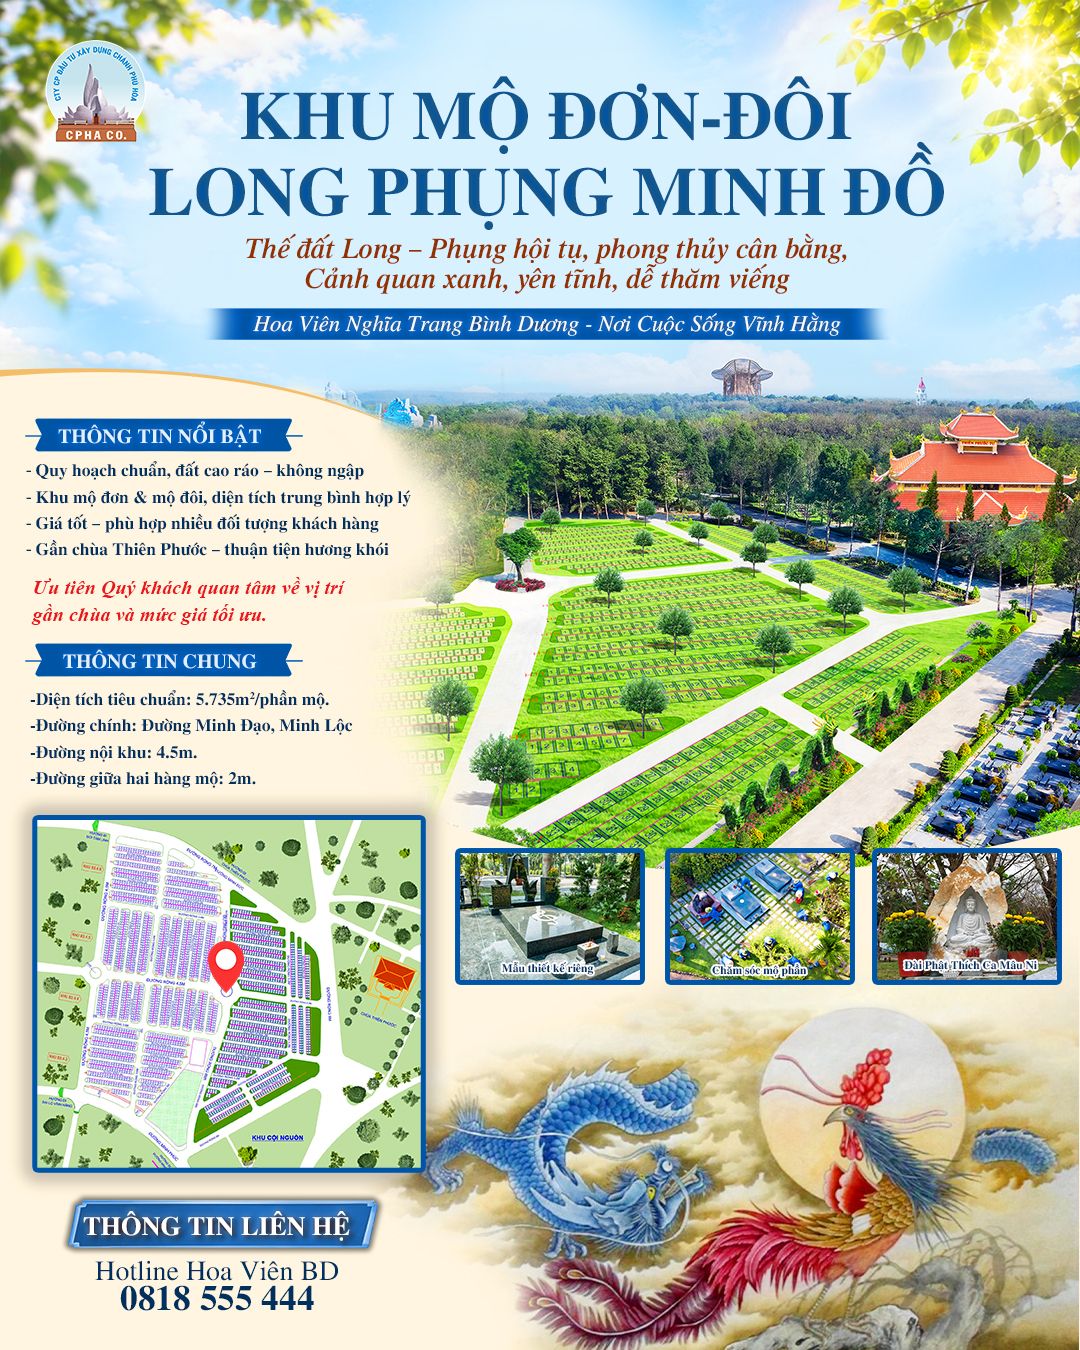 CTY CP ĐẦU TƯ XÂY DỰNG CHÁNH PHÚ HÒA
CPHA CO.
KHU MỘ ĐƠN-ĐÔI
LONG PHỤNG MINH ĐỒ
Thế đất Long – Phụng hội tụ, phong thủy cân bằng,
Cảnh quan xanh, yên tĩnh, dễ thăm viếng
Hoa Viên Nghĩa Trang Bình Dương - Nơi Cuộc Sống Vĩnh Hằng
THÔNG TIN NỔI BẬT
- Quy hoạch chuẩn, đất cao ráo – không ngập
- Khu mộ đơn & mộ đôi, diện tích trung bình hợp lý
- Giá tốt – phù hợp nhiều đối tượng khách hàng
- Gần chùa Thiên Phước – thuận tiện hương khói
Ưu tiên Quý khách quan tâm về vị trí
gần chùa và mức giá tối ưu.
THÔNG TIN CHUNG
-Diện tích tiêu chuẩn: 5.735m²/phần mộ.
-Đường chính: Đường Minh Đạo, Minh Lộc
-Đường nội khu: 4.5m.
-Đường giữa hai hàng mộ: 2m.
Mẫu thiết kế riêng
Chăm sóc mộ phần
Đài Phật Thích Ca Mâu Ni
ĐƯỜNG RỘNG 4.5M
CHÙA THIÊN PHƯỚC
KHU CỘI NGUỒN
THÔNG TIN LIÊN HỆ
Hotline Hoa Viên BD
0818 555 444